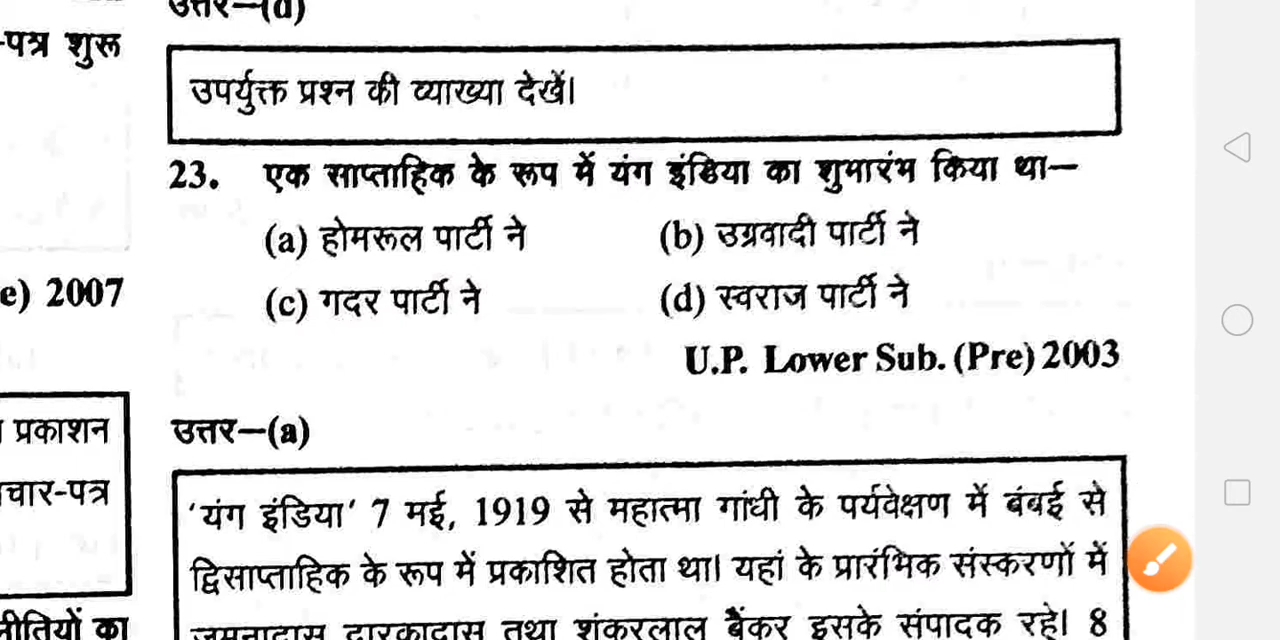 उत्तर—(d)
-पत्र शुरू
उपर्युक्त प्रश्न की व्याख्या देखें।
23. एक साप्ताहिक के रूप में यंग इंडिया का शुभारंभ किया था—
(a) होमरूल पार्टी ने (b) उग्रवादी पार्टी ने
e) 2007
(c) गदर पार्टी ने (d) स्वराज पार्टी ने
U.P. Lower Sub. (Pre) 2003
प्रकाशन
उत्तर—(a)
चार-पत्र
'यंग इंडिया' 7 मई, 1919 से महात्मा गांधी के पर्यवेक्षण में बंबई से
द्विसाप्ताहिक के रूप में प्रकाशित होता था। यहां के प्रारंभिक संस्करणों में
नीतियों का
जमनादास द्वारकादास तथा शंकरलाल बैंकर इसके संपादक रहे। 8